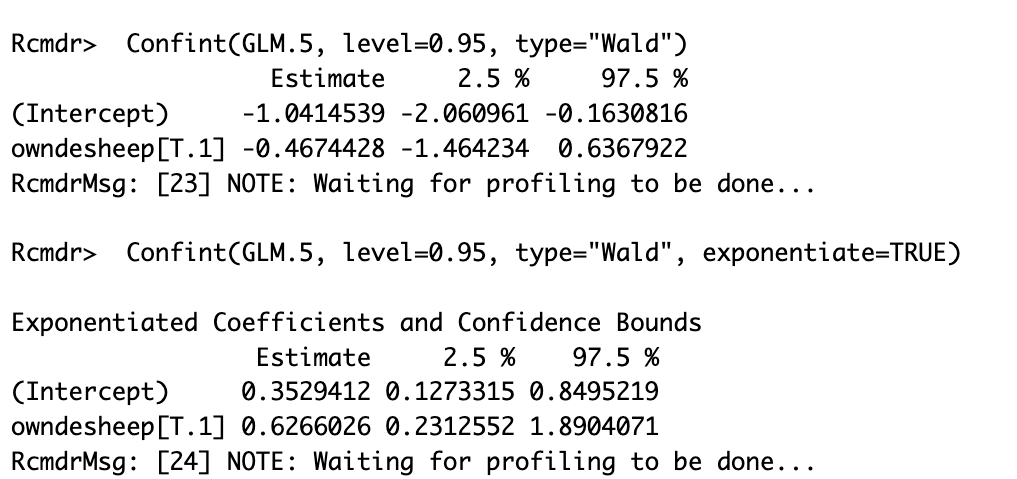 Rcmdr>  Confint(GLM.5, level=0.95, type="Wald")
                 Estimate     2.5 %     97.5 %
(Intercept)    -1.0414539 -2.060961 -0.1630816
owndesheep[T.1] -0.4674428 -1.464234  0.6367922
RcmdrMsg: [23] NOTE: Waiting for profiling to be done...

Rcmdr>  Confint(GLM.5, level=0.95, type="Wald", exponentiate=TRUE)

Exponentiated Coefficients and Confidence Bounds
                Estimate     2.5 %    97.5 %
(Intercept)    0.3529412 0.1273315 0.8495219
owndesheep[T.1] 0.6266026 0.2312552 1.8904071
RcmdrMsg: [24] NOTE: Waiting for profiling to be done...